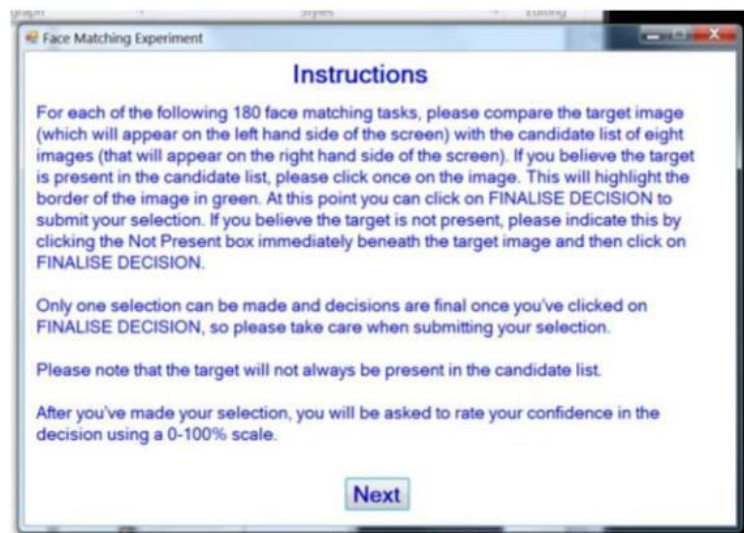 Styles
Editing
Face Matching Experiment
Instructions
For each of the following 180 face matching tasks, please compare the target image
(which will appear on the left hand side of the screen) with the candidate list of eight
images (that will appear on the right hand side of the screen). If you believe the target
is present in the candidate list, please click once on the image. This will highlight the
border of the image in green. At this point you can click on FINALISE DECISION to
submit your selection. If you believe the target is not present, please indicate this by
clicking the Not Present box immediately beneath the target image and then click on
FINALISE DECISION.
Only one selection can be made and decisions are final once you've clicked on
FINALISE DECISION, so please take care when submitting your selection.
Please note that the target will not always be present in the candidate list.
After you've made your selection, you will be asked to rate your confidence in the
decision using a 0-100% scale.
Next